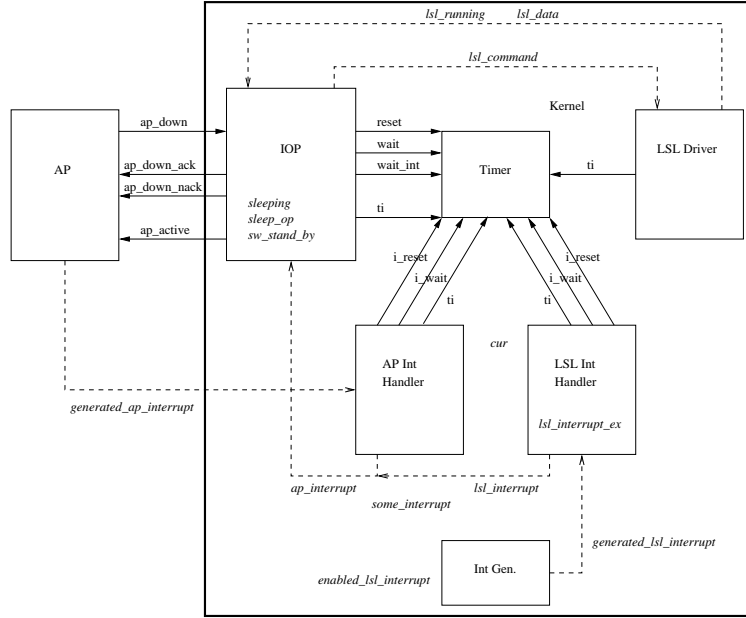 lsl_running lsl_data
lsl_command
Kernel
ap_down
reset
AP
IOP
wait
Timer
LSL Driver
ap_down_ack
wait_int
ti
ap_down_nack
sleeping
sleep_op
sw_stand_by
ti
ap_active
i_reset
i_wait
ti
i_reset
i_wait
ti
cur
AP Int
Handler
LSL Int
Handler
generated_ap_interrupt
lsl_interrupt_ex
ap_interrupt
some_interrupt
lsl_interrupt
generated_lsl_interrupt
Int Gen.
enabled_lsl_interrupt